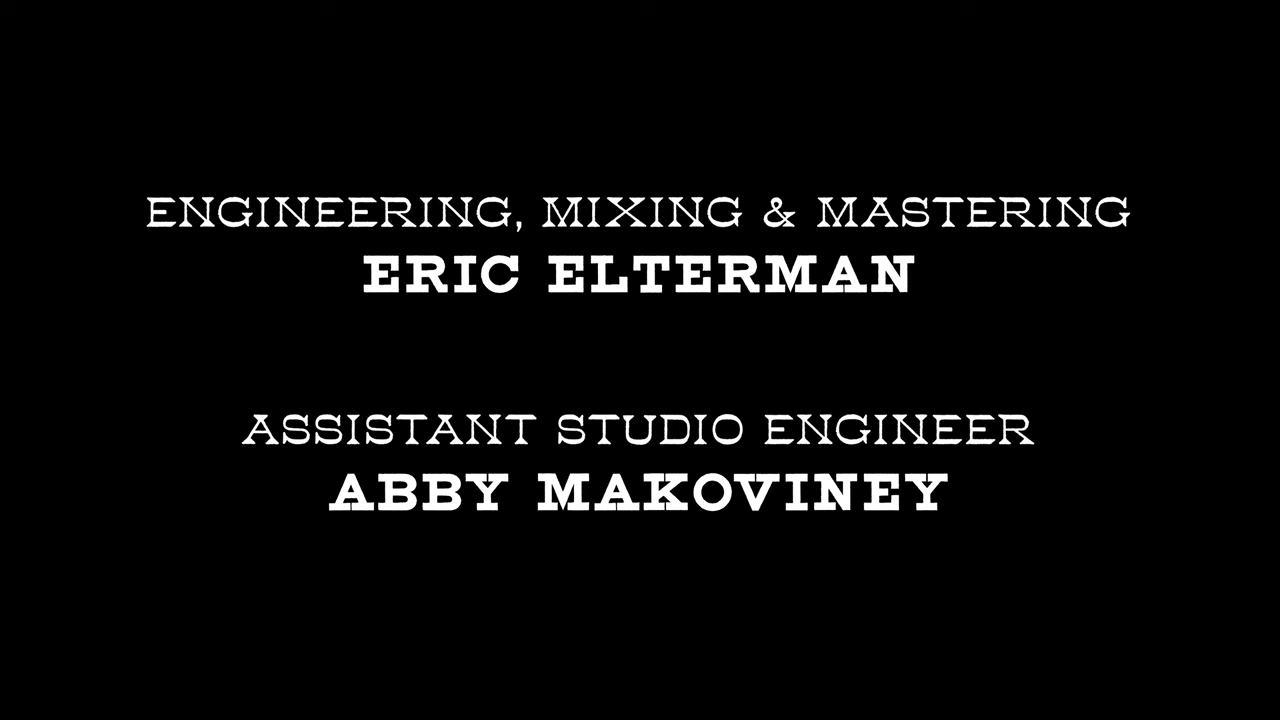 ENGINEERING, MIXING & MASTERING
ERIC ELTERMAN
ASSISTANT STUDIO ENGINEER
ABBY MAKOVINEY